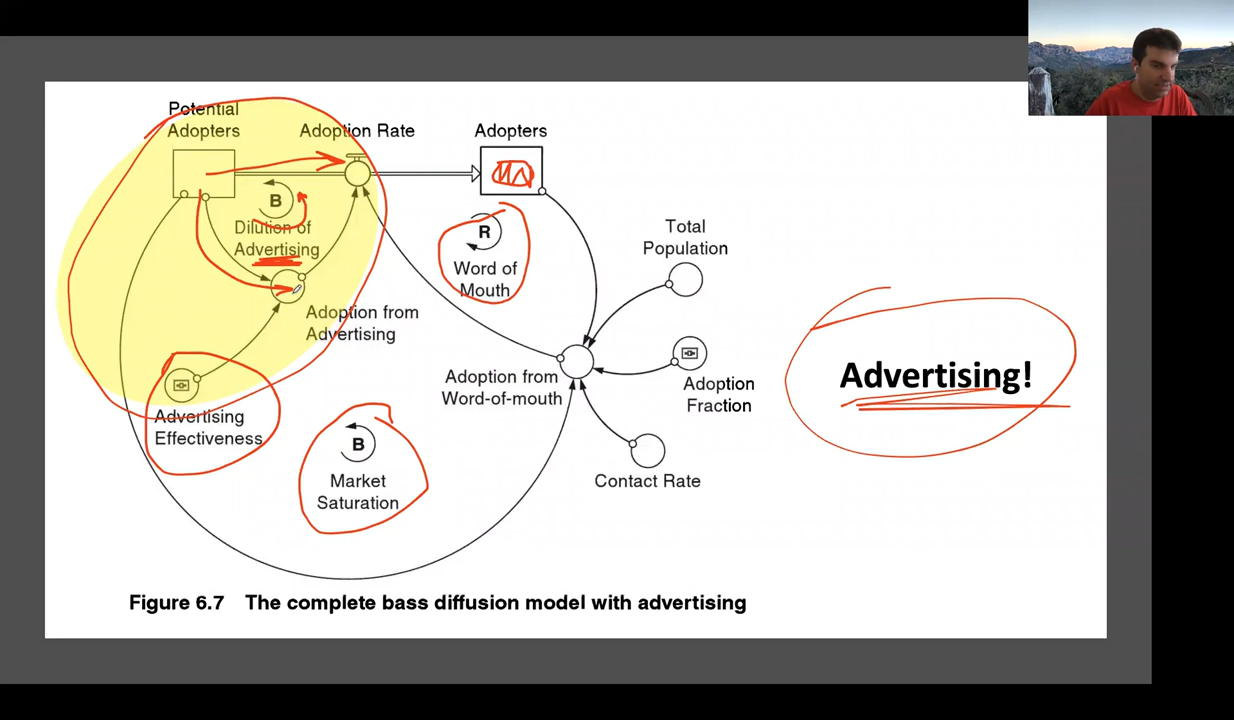 Potential
Adopters
Adoption Rate
Adopters
B
Dilution of
Advertising
R
Word of
Mouth
Total
Population
Adoption from
Advertising
Advertising!
Adoption from
Word-of-mouth
Adoption
Fraction
Advertising
Effectiveness
B
Market
Saturation
Contact Rate
Figure 6.7 The complete bass diffusion model with advertising